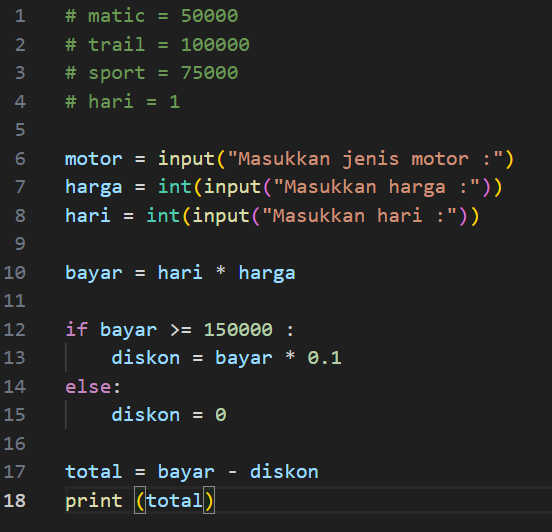 1 # matic = 50000
2 # trail = 100000
3 # sport = 75000
4 # hari = 1
5
6 motor = input("Masukkan jenis motor :")
7 harga = int(input("Masukkan harga :"))
8 hari = int(input("Masukkan hari :"))
9
10 bayar = hari * harga
11
12 if bayar >= 150000 :
13     diskon = bayar * 0.1
14 else:
15     diskon = 0
16
17 total = bayar - diskon
18 print (total)